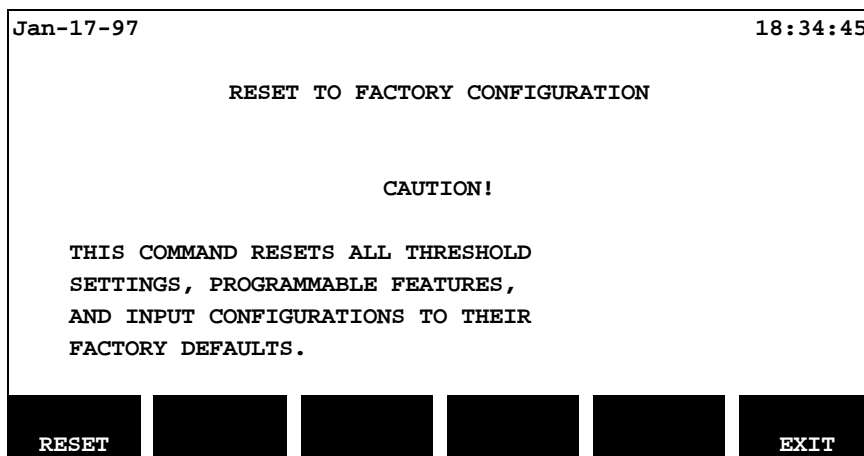 Jan-17-97 18:34:45
RESET TO FACTORY CONFIGURATION
CAUTION!
THIS COMMAND RESETS ALL THRESHOLD
SETTINGS, PROGRAMMABLE FEATURES,
AND INPUT CONFIGURATIONS TO THEIR
FACTORY DEFAULTS.
RESET EXIT